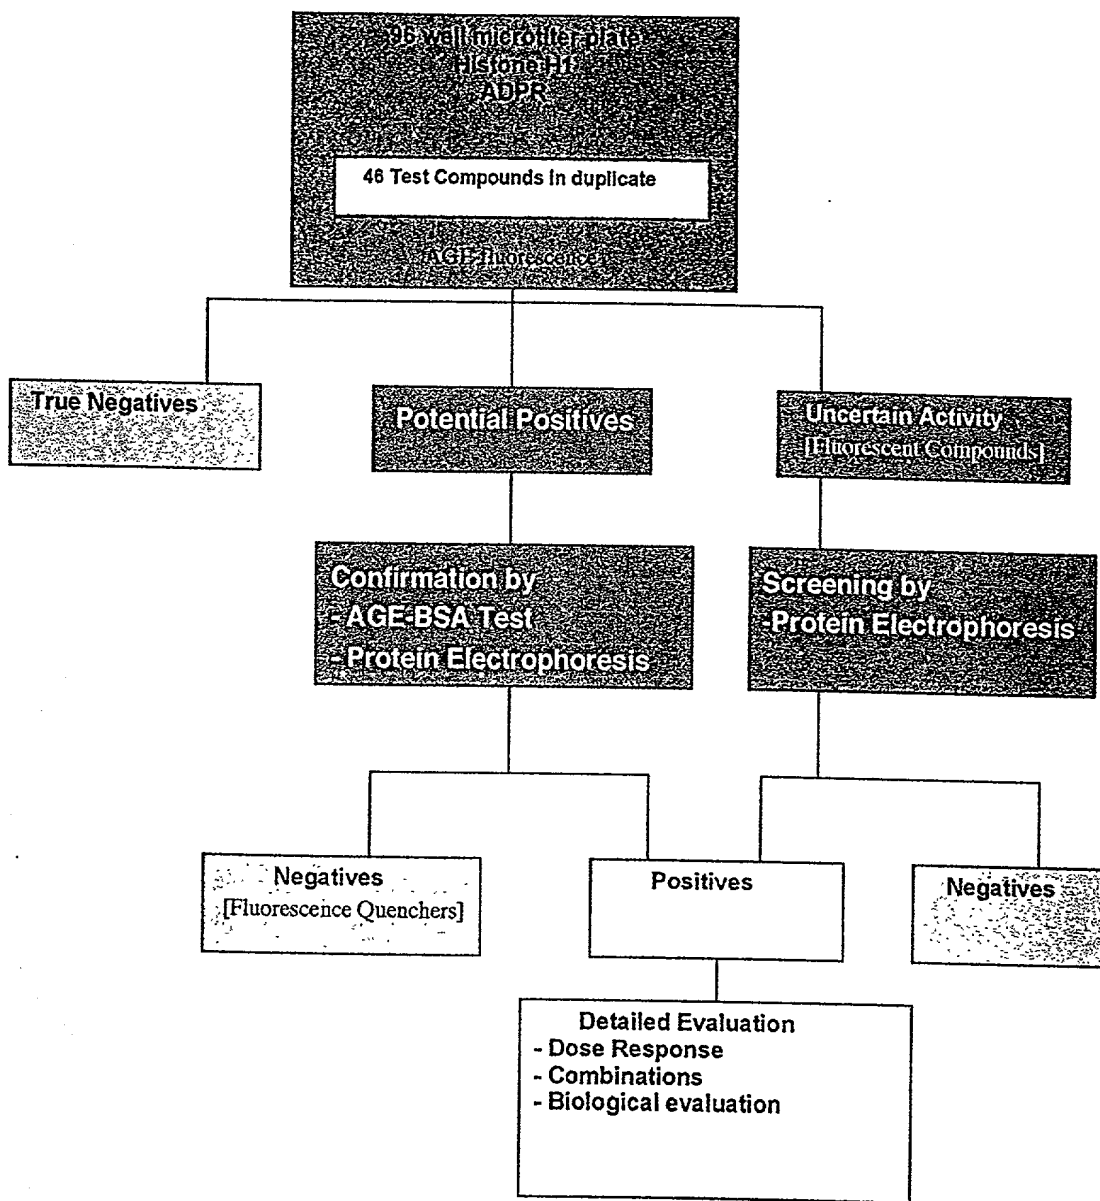 96 well microtiter plate
Histone H1
ADPR
46 Test Compounds in duplicate
AGE-fluorescence
True Negatives
Potential Positives
Uncertain Activity
[Fluorescent Compounds]
Confirmation by
- AGE-BSA Test
- Protein Electrophoresis
Screening by
-Protein Electrophoresis
Negatives
[Fluorescence Quenchers]
Positives
Negatives
Detailed Evaluation
- Dose Response
- Combinations
- Biological evaluation